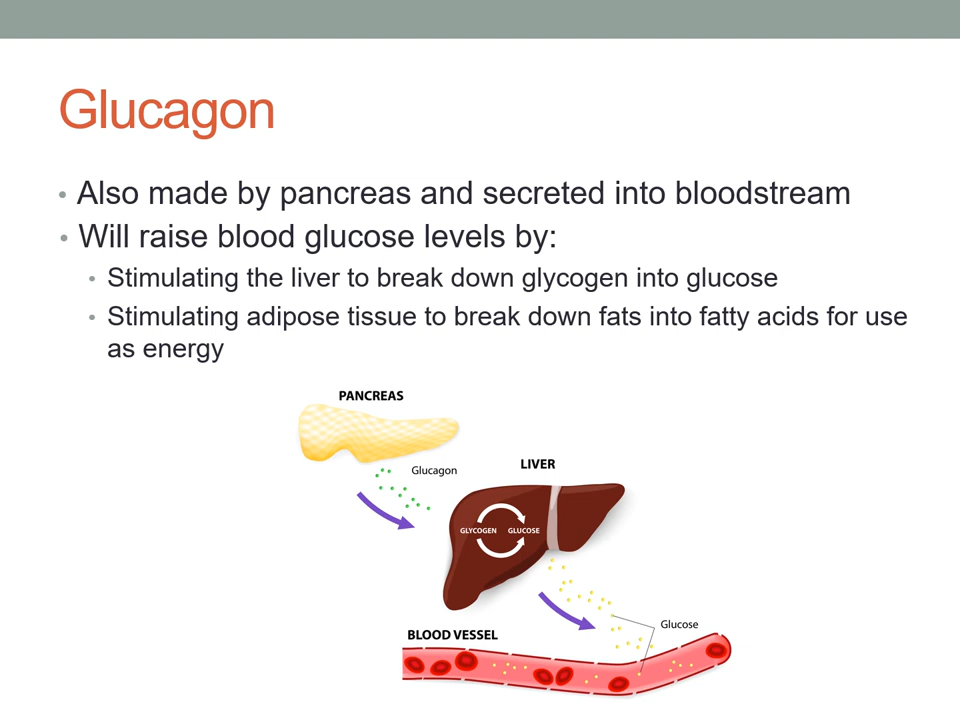 Glucagon
• Also made by pancreas and secreted into bloodstream
• Will raise blood glucose levels by:
• Stimulating the liver to break down glycogen into glucose
• Stimulating adipose tissue to break down fats into fatty acids for use
as energy
PANCREAS
Glucagon
LIVER
GLYCOGEN GLUCOSE
Glucose
BLOOD VESSEL